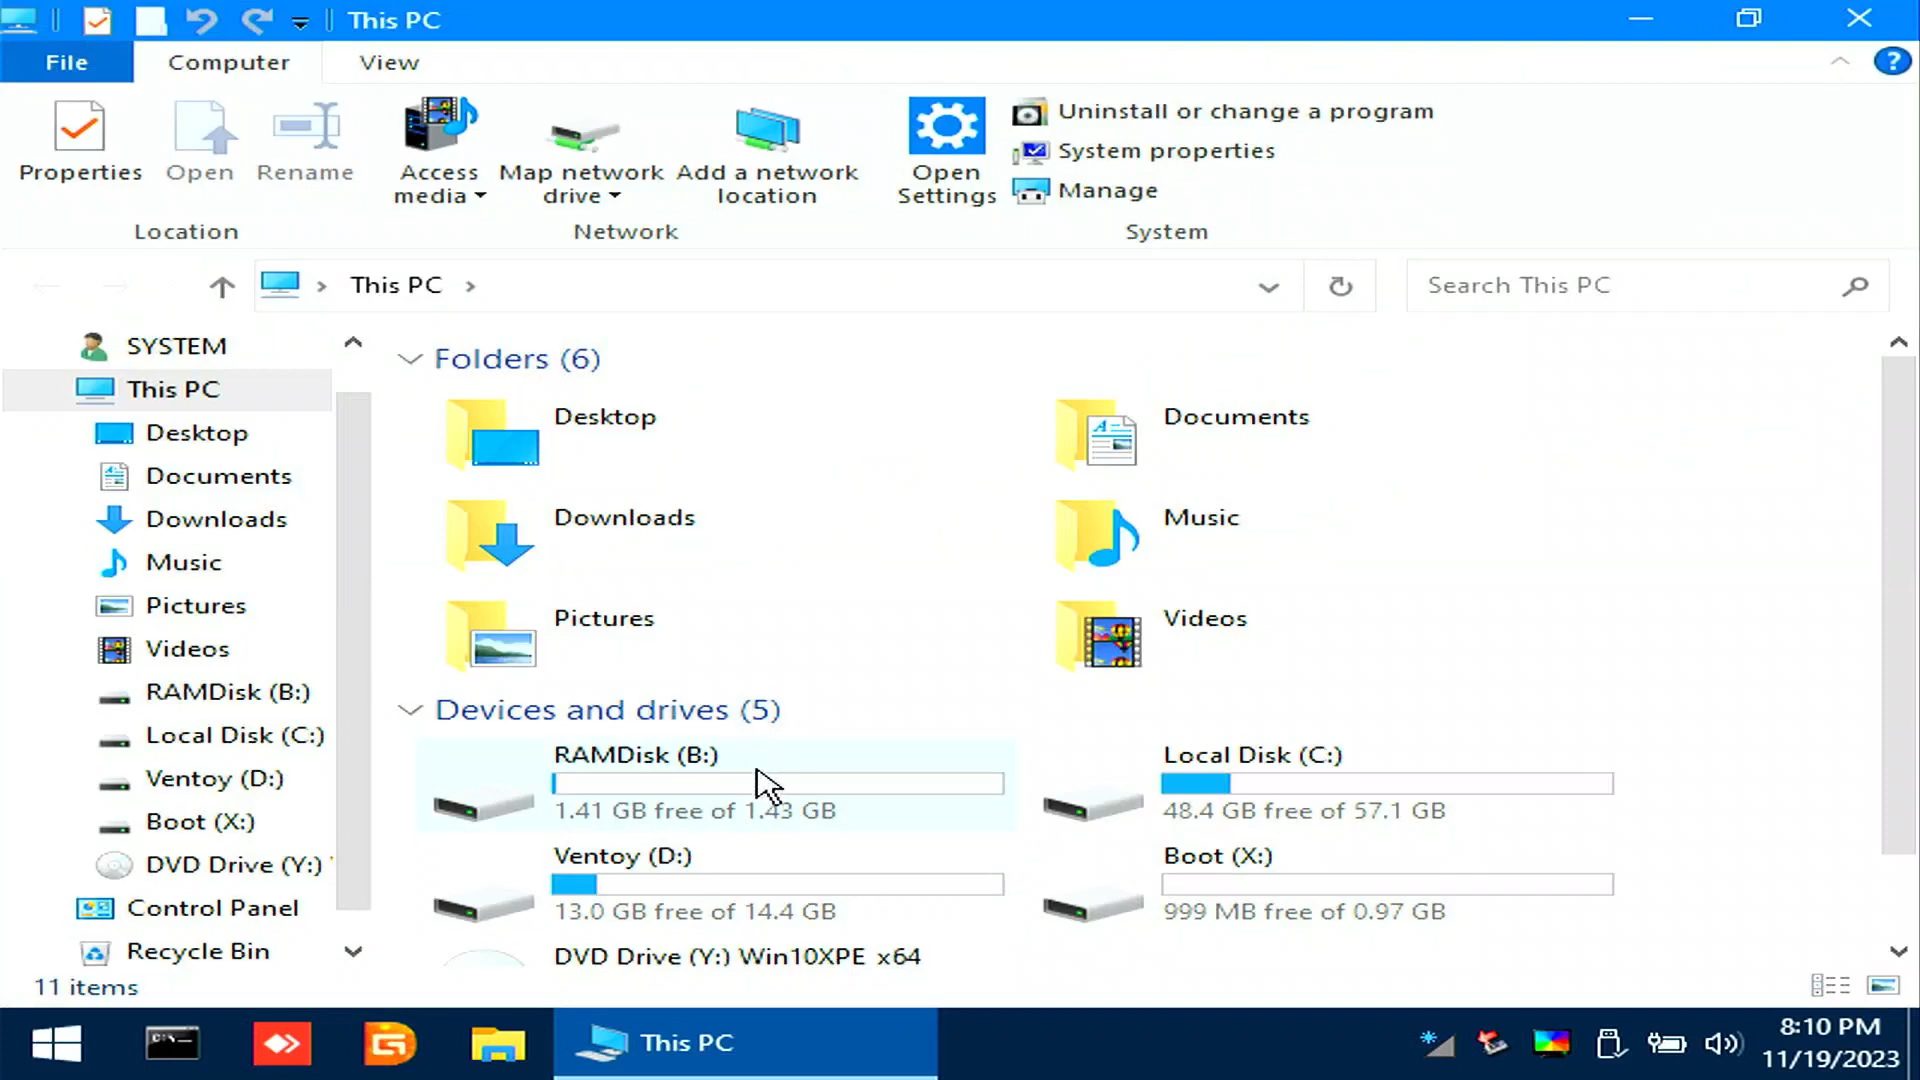 This PC
File
Computer
View
?
Properties
Open
Rename
Access media
Map network drive
Add a network location
Open Settings
Uninstall or change a program
System properties
Manage
Location
Network
System
This PC
Search This PC
SYSTEM
This PC
Desktop
Documents
Downloads
Music
Pictures
Videos
RAMDisk (B:)
Local Disk (C:)
Ventoy (D:)
Boot (X:)
DVD Drive (Y:)
Control Panel
Recycle Bin
Folders (6)
Desktop
Documents
Downloads
Music
Pictures
Videos
Devices and drives (5)
RAMDisk (B:)
1.41 GB free of 1.43 GB
Local Disk (C:)
48.4 GB free of 57.1 GB
Ventoy (D:)
13.0 GB free of 14.4 GB
Boot (X:)
999 MB free of 0.97 GB
DVD Drive (Y:) Win10XPE x64
11 items
This PC
8:10 PM
11/19/2023